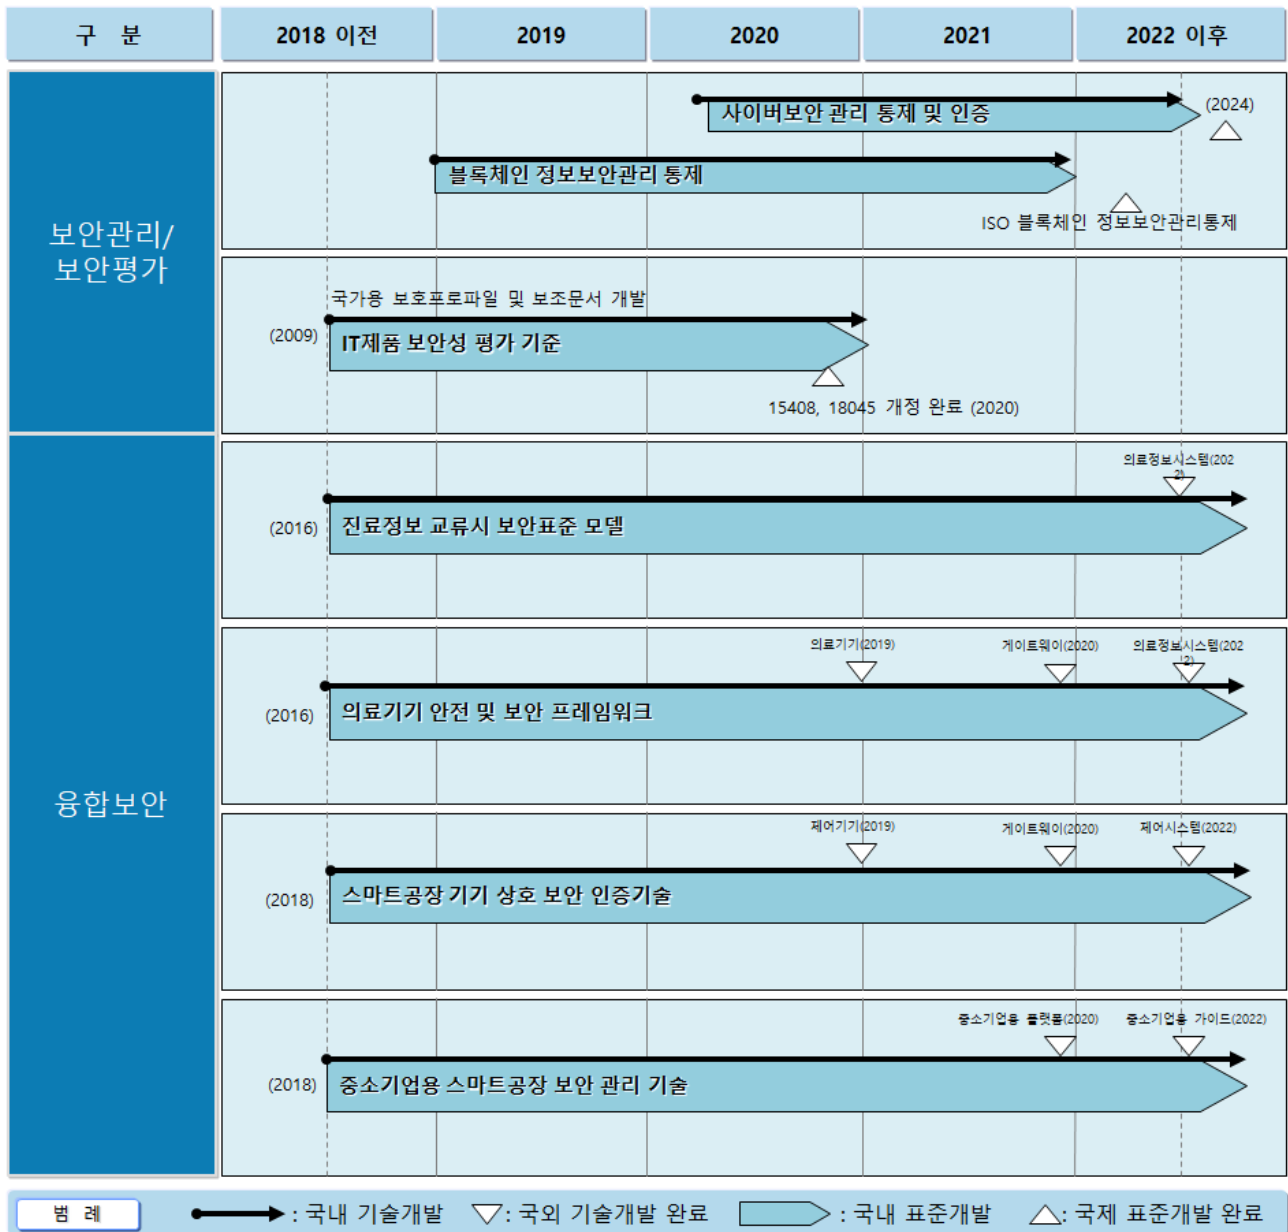 구 분
2018 이전
2019
2020
2021
2022 이후
보안관리/
보안평가
사이버보안 관리 통제 및 인증
(2024)
블록체인 정보보안관리 통제
ISO 블록체인 정보보안관리통제
국가용 보호프로파일 및 보조문서 개발
(2009)
IT제품 보안성 평가 기준
15408, 18045 개정 완료 (2020)
융합보안
의료정보시스템(202
2)
(2016)
진료정보 교류시 보안표준 모델
의료기기(2019)
게이트웨이(2020)
의료정보시스템(202
2)
(2016)
의료기기 안전 및 보안 프레임워크
제어기기(2019)
게이트웨이(2020)
제어시스템(2022)
(2018)
스마트공장 기기 상호 보안 인증기술
중소기업용 플랫폼(2020)
중소기업용 가이드(2022)
(2018)
중소기업용 스마트공장 보안 관리 기술
범 례
: 국내 기술개발
: 국외 기술개발 완료
: 국내 표준개발
: 국제 표준개발 완료